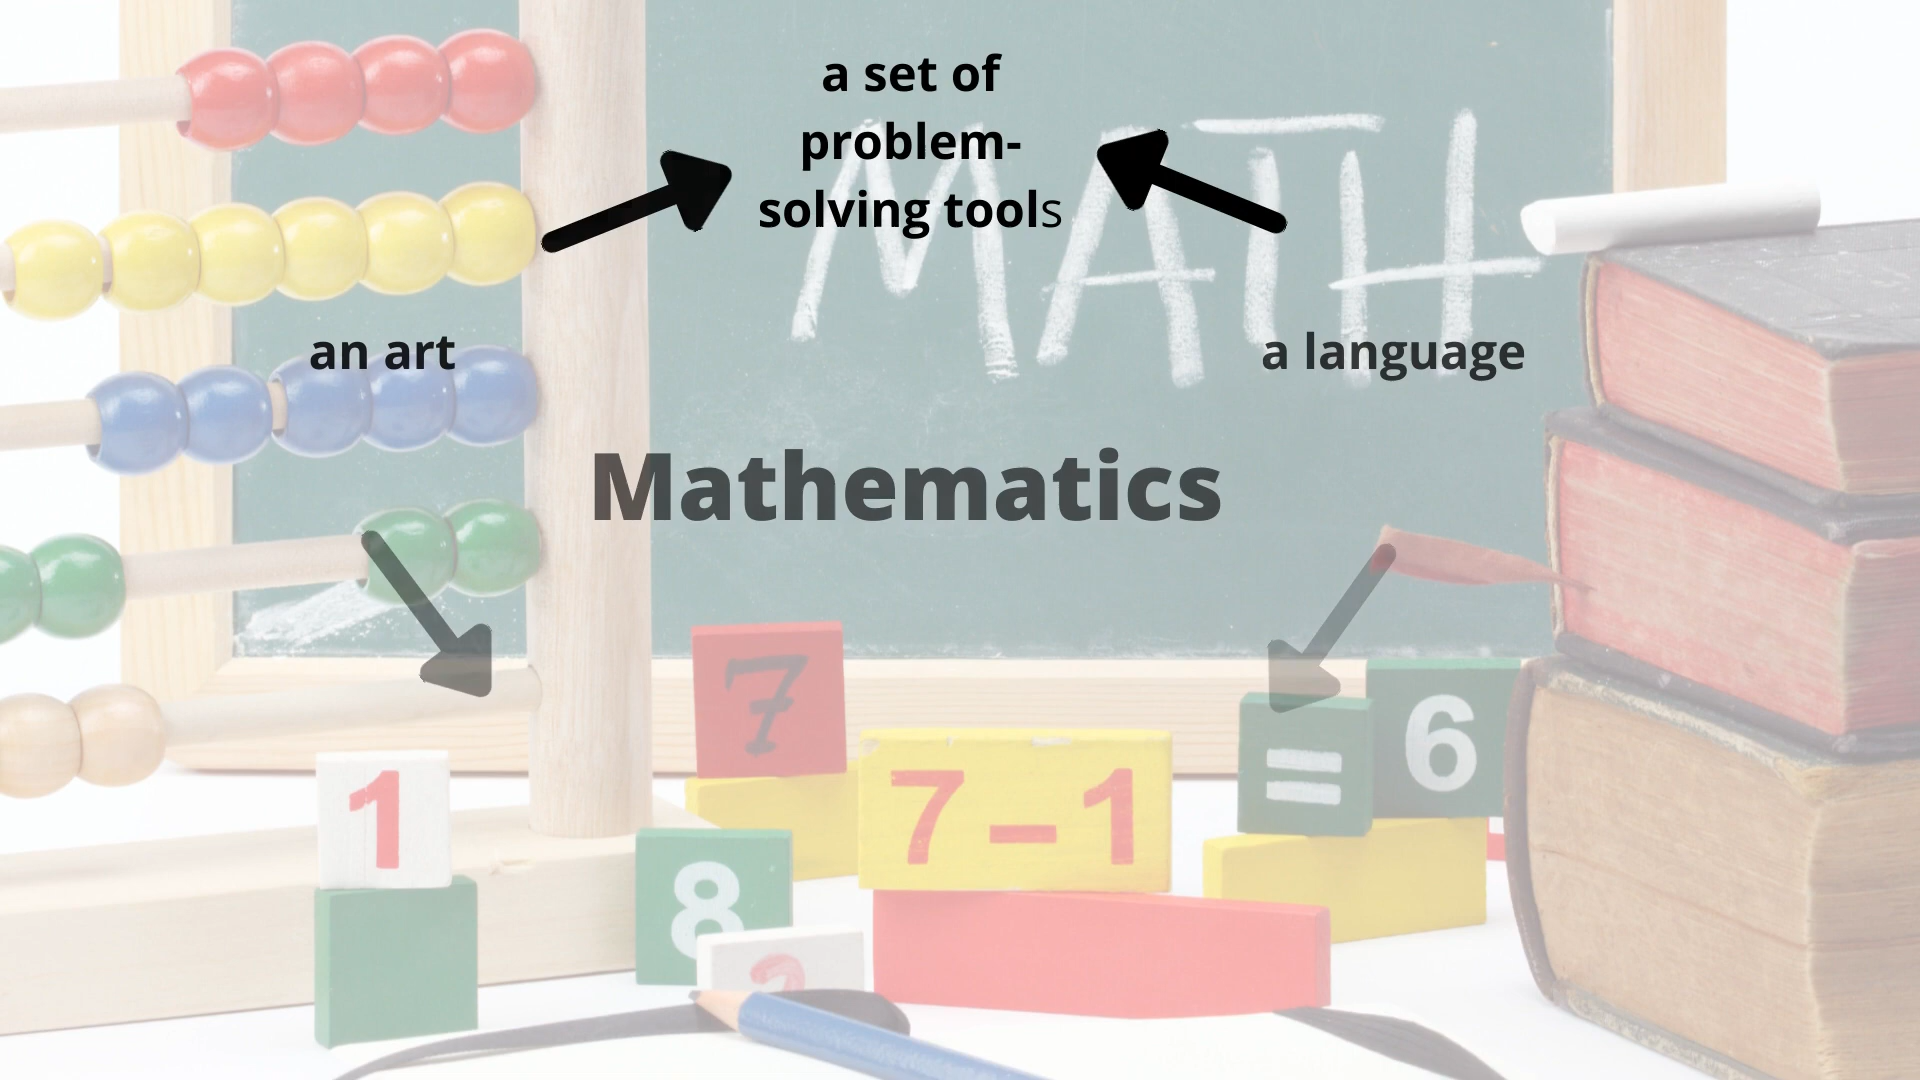 a set of
problem-
solving tools
MATH
an art
a language
Mathematics
7
1
7-1
= 6
8